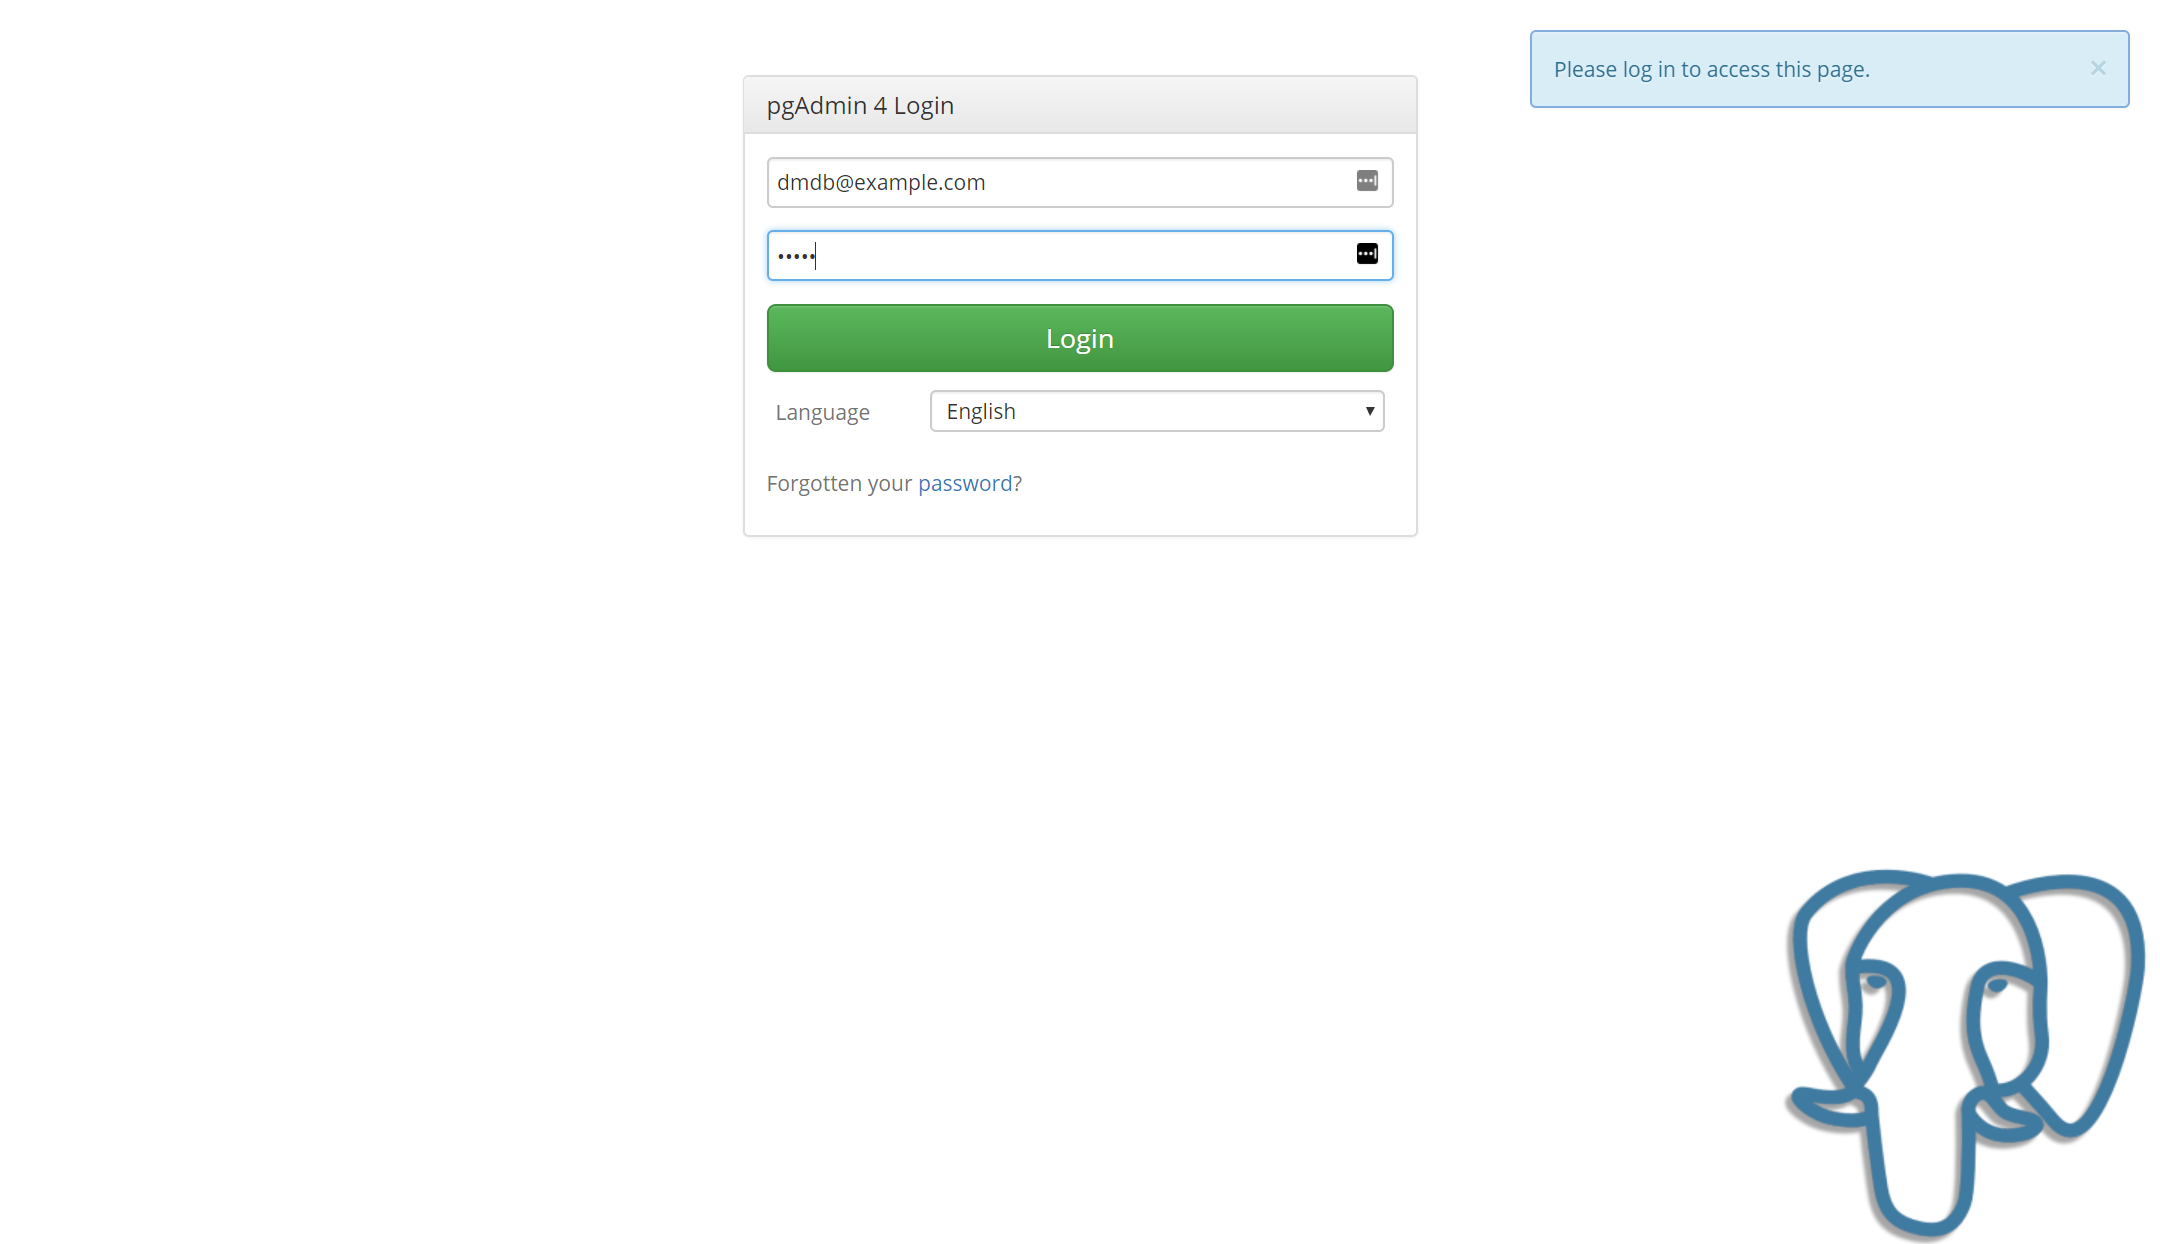 Please log in to access this page.
pgAdmin 4 Login
dmdb@example.com
•••••
Login
Language English
Forgotten your password?